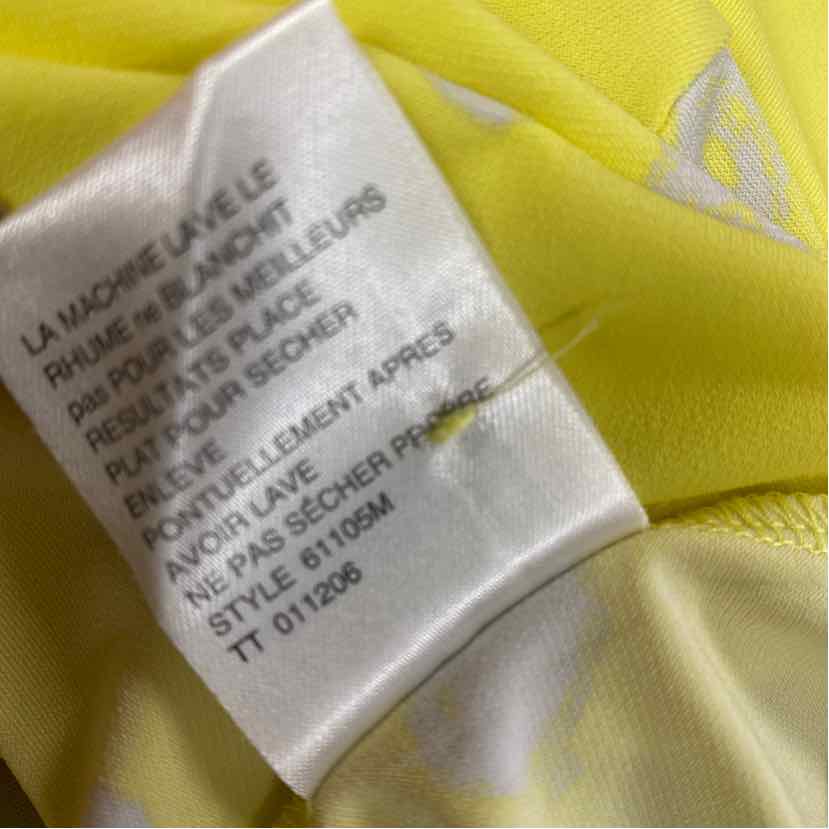 LA MACHINE LAVE LE
RHUME ne BLANCHIT
pas POUR LES MEILLEURS
RESULTATS PLACE
PLAT POUR SECHER
ENLEVE
PONTUELLEMENT APRES
AVOIR LAVE
NE PAS SÉCHER PROPRE
STYLE 61105M
TT 011206